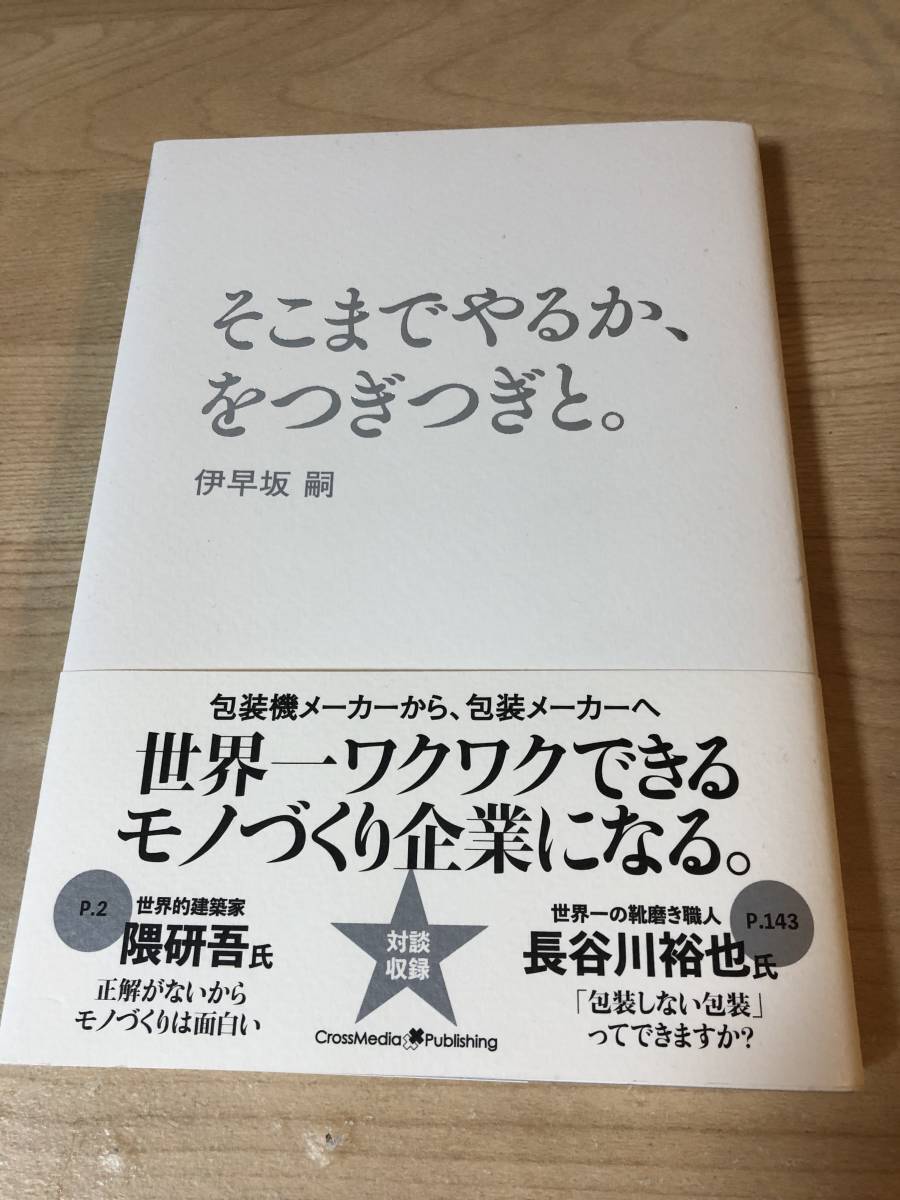 そこまでやるか、
をつぎつぎと。
伊早坂 嗣
包装機メーカーから、包装メーカーへ
世界一ワクワクできる
モノづくり企業になる。
P.2
世界的建築家
隈研吾氏
正解がないから
モノづくりは面白い
対談
収録
CrossMedia Publishing
世界一の靴磨き職人
長谷川裕也氏
P.143
「包装しない包装」
ってできますか?